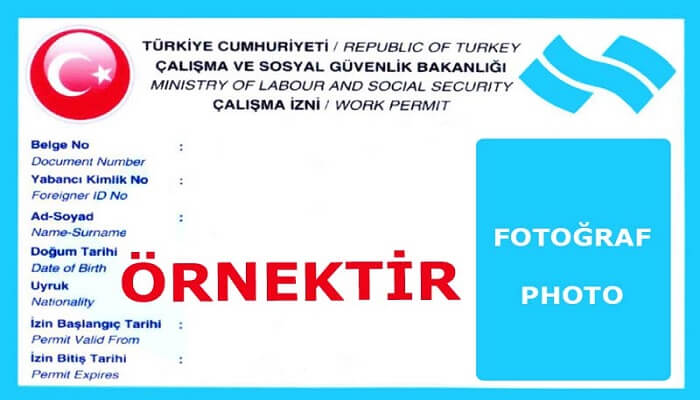 TÜRKİYE CUMHURİYETİ / REPUBLIC OF TURKEY
ÇALIŞMA VE SOSYAL GÜVENLİK BAKANLIĞI
MINISTRY OF LABOUR AND SOCIAL SECURITY
ÇALIŞMA İZNİ / WORK PERMIT
Belge No :
Document Number
Yabancı Kimlik No :
Foreigner ID No
Ad-Soyad :
Name-Surname
Doğum Tarihi
Date of Birth
Uyruk
Nationality
ÖRNEKTİR
İzin Başlangıç Tarihi :
Permit Valid From
İzin Bitiş Tarihi :
Permit Expires
FOTOĞRAF
PHOTO